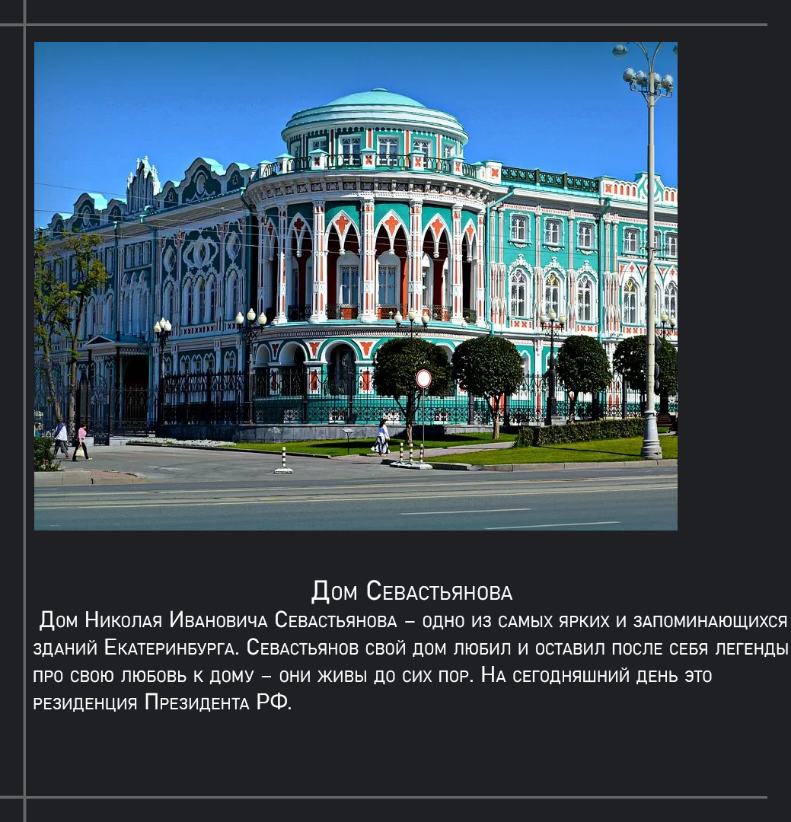 Дом Севастьянова
Дом Николая Ивановича Севастьянова – одно из самых ярких и запоминающихся
зданий Екатеринбурга. Севастьянов свой дом любил и оставил после себя легенды
про свою любовь к дому – они живы до сих пор. На сегодняшний день это
резиденция Президента РФ.